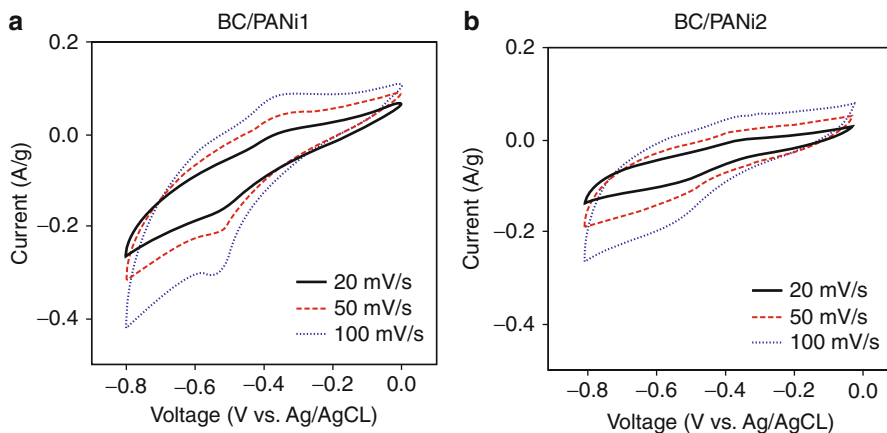 a
BC/PANi1
0.2
0.0
−0.2
−0.4
Current (A/g)
20 mV/s
50 mV/s
100 mV/s
−0.8
−0.6
−0.4
−0.2
0.0
Voltage (V vs. Ag/AgCL)
b
BC/PANi2
0.2
0.0
−0.2
−0.4
Current (A/g)
20 mV/s
50 mV/s
100 mV/s
−0.8
−0.6
−0.4
−0.2
0.0
Voltage (V vs. Ag/AgCL)